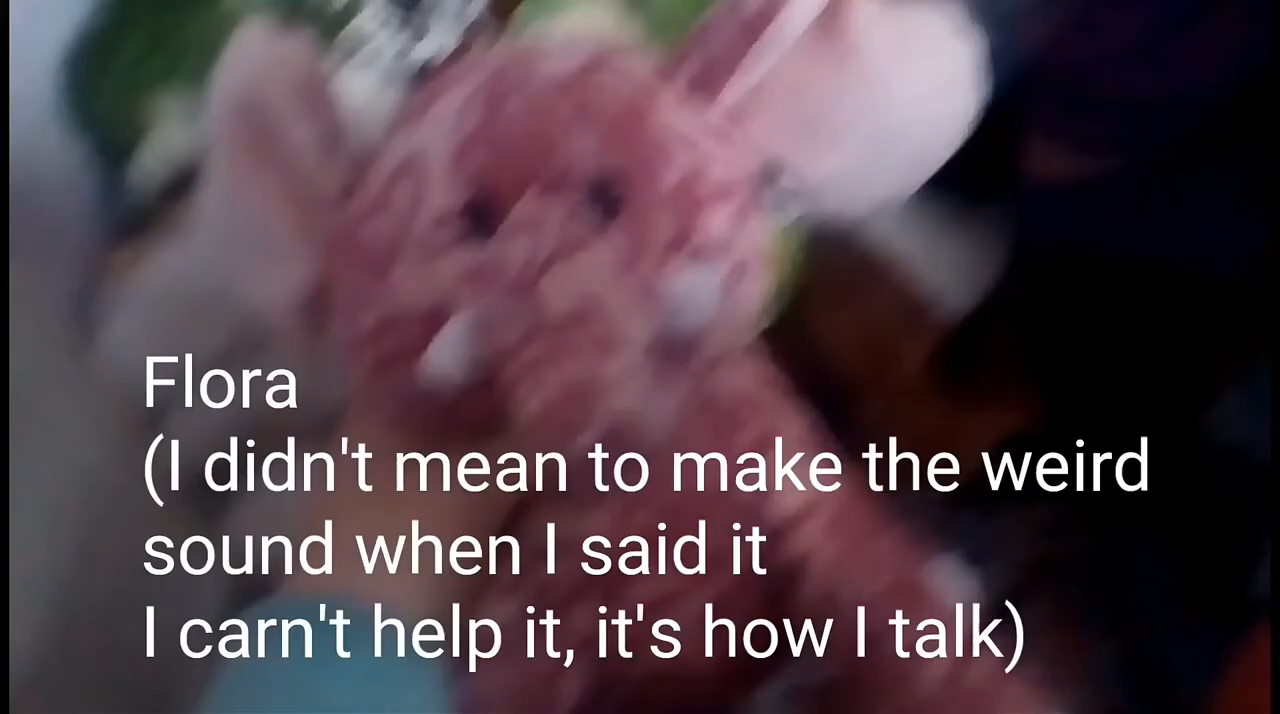 Flora
(I didn't mean to make the weird
sound when I said it
I carn't help it, it's how I talk)